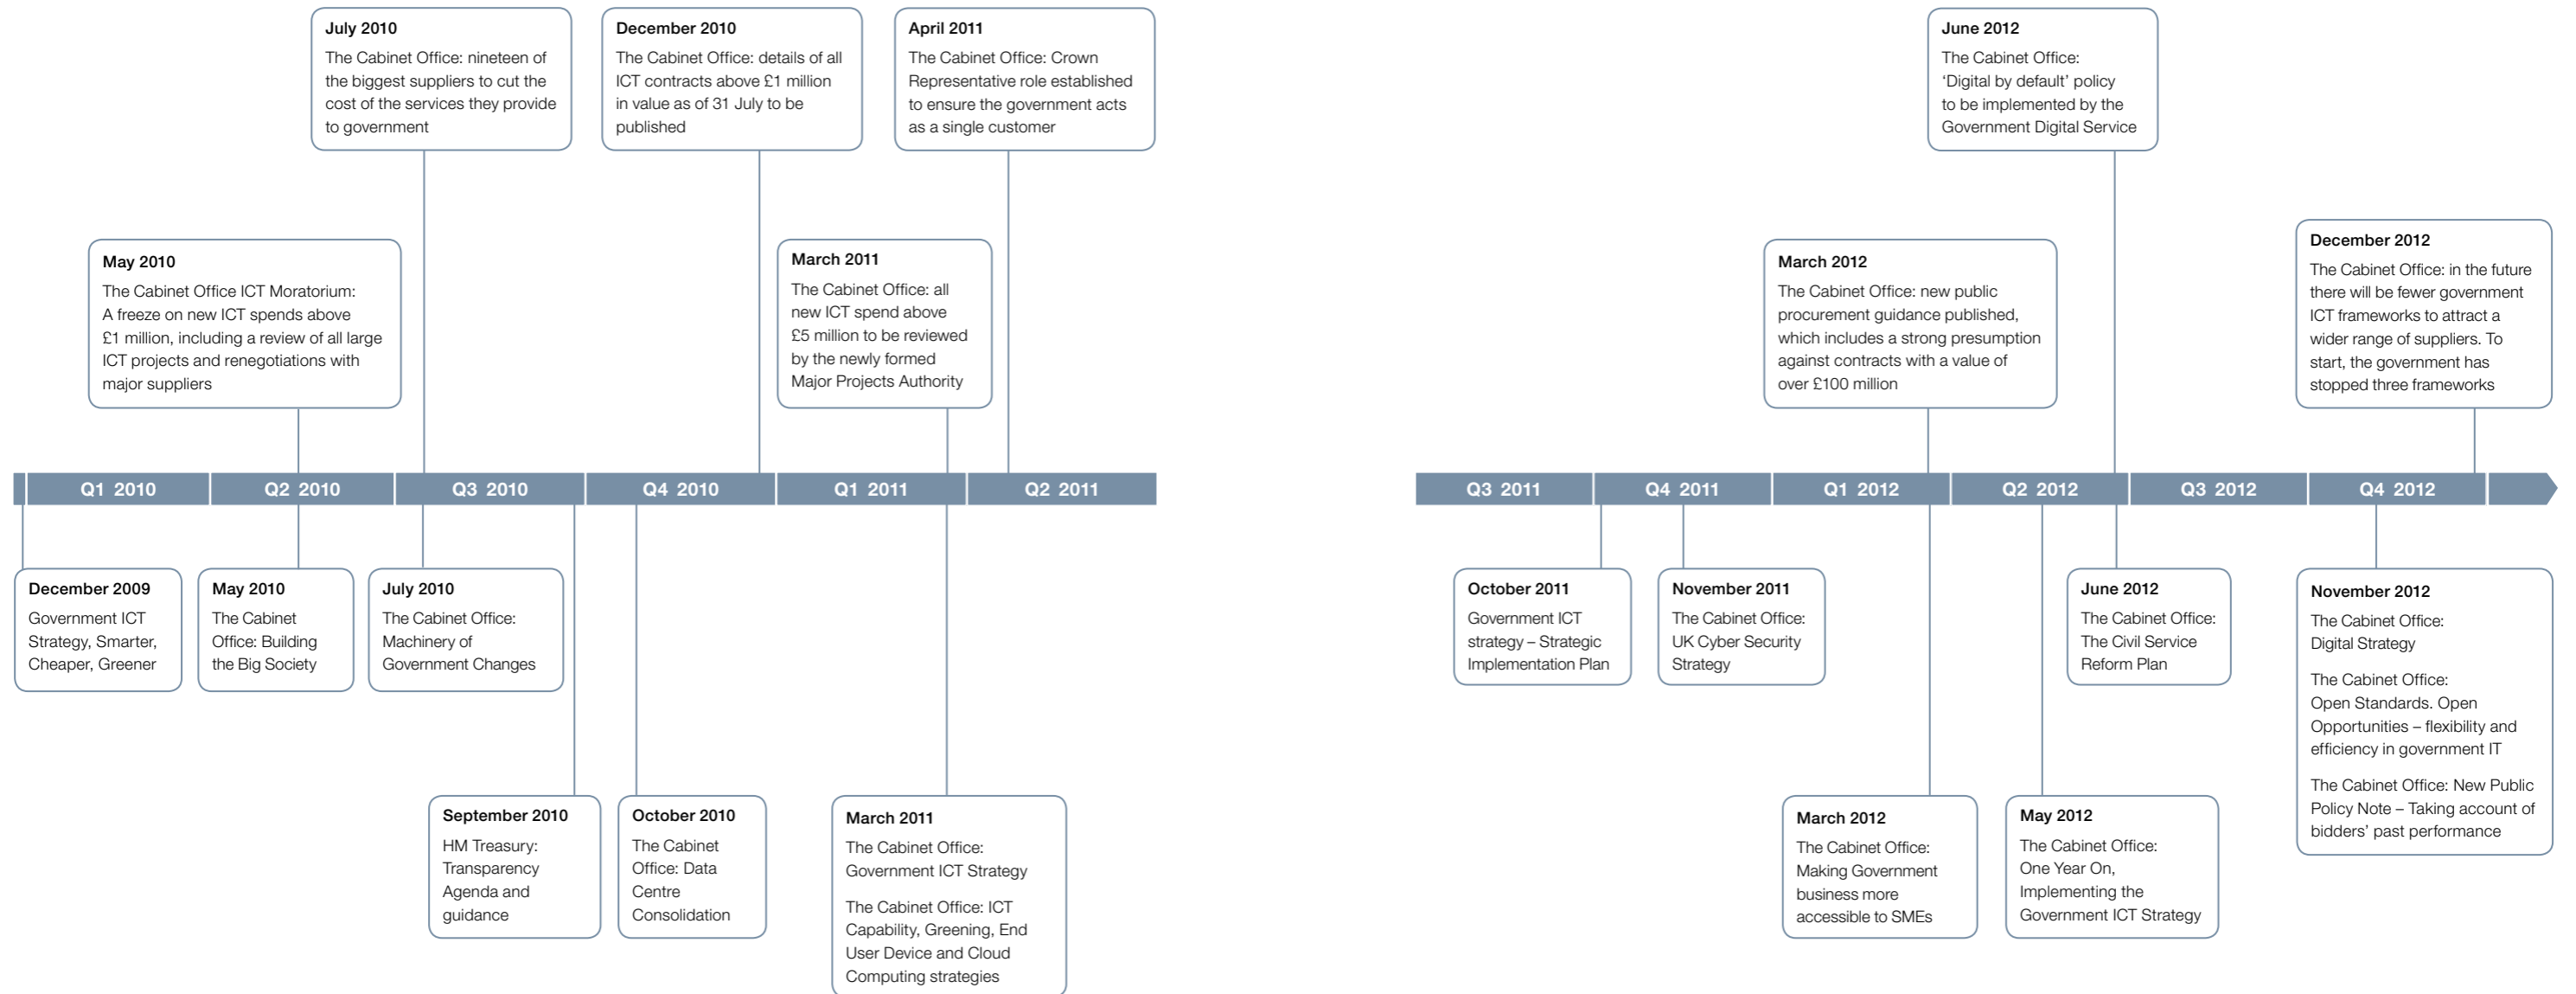 July 2010
The Cabinet Office: nineteen of
the biggest suppliers to cut the
cost of the services they provide
to government
December 2010
The Cabinet Office: details of all
ICT contracts above £1 million
in value as of 31 July to be
published
April 2011
The Cabinet Office: Crown
Representative role established
to ensure the government acts
as a single customer
June 2012
The Cabinet Office:
‘Digital by default’ policy
to be implemented by the
Government Digital Service
May 2010
The Cabinet Office ICT Moratorium:
A freeze on new ICT spends above
£1 million, including a review of all large
ICT projects and renegotiations with
major suppliers
March 2011
The Cabinet Office: all
new ICT spend above
£5 million to be reviewed
by the newly formed
Major Projects Authority
March 2012
The Cabinet Office: new public
procurement guidance published,
which includes a strong presumption
against contracts with a value of
over £100 million
December 2012
The Cabinet Office: in the future
there will be fewer government
ICT frameworks to attract a
wider range of suppliers. To
start, the government has
stopped three frameworks
Q1 2010
Q2 2010
Q3 2010
Q4 2010
Q1 2011
Q2 2011
Q3 2011
Q4 2011
Q1 2012
Q2 2012
Q3 2012
Q4 2012
December 2009
Government ICT
Strategy, Smarter,
Cheaper, Greener
May 2010
The Cabinet
Office: Building
the Big Society
July 2010
The Cabinet Office:
Machinery of
Government Changes
October 2011
Government ICT
strategy – Strategic
Implementation Plan
November 2011
The Cabinet Office:
UK Cyber Security
Strategy
June 2012
The Cabinet Office:
The Civil Service
Reform Plan
November 2012
The Cabinet Office:
Digital Strategy
The Cabinet Office:
Open Standards. Open
Opportunities – flexibility and
efficiency in government IT
The Cabinet Office: New Public
Policy Note – Taking account of
bidders’ past performance
September 2010
HM Treasury:
Transparency
Agenda and
guidance
October 2010
The Cabinet
Office: Data
Centre
Consolidation
March 2011
The Cabinet Office:
Government ICT Strategy
The Cabinet Office: ICT
Capability, Greening, End
User Device and Cloud
Computing strategies
March 2012
The Cabinet Office:
Making Government
business more
accessible to SMEs
May 2012
The Cabinet Office:
One Year On,
Implementing the
Government ICT Strategy